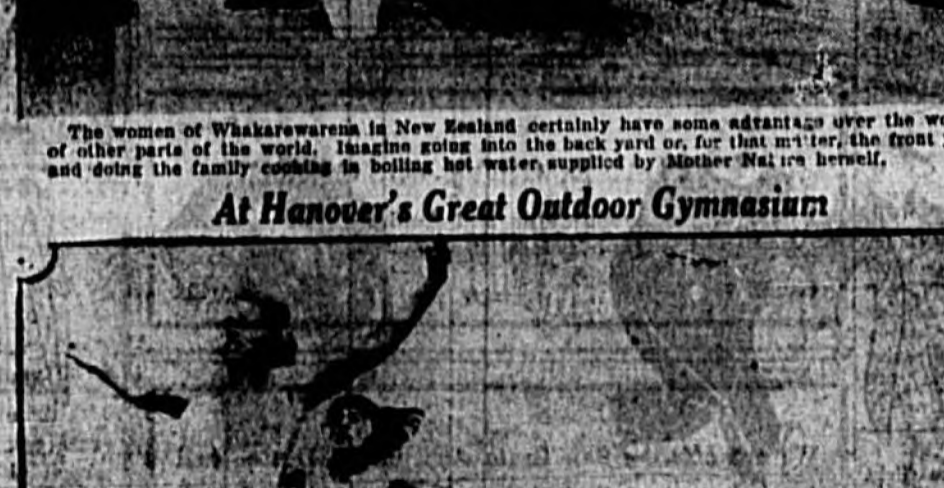 The women of Whakarewarena in New Zealand certainly have some advantage over the
of other parts of the world. Imagine going into the back yard or, for that matter, the front
and doing the family cooking in boiling hot water supplied by Mother Nature herself.
At Hanover's Great Outdoor Gymnasium